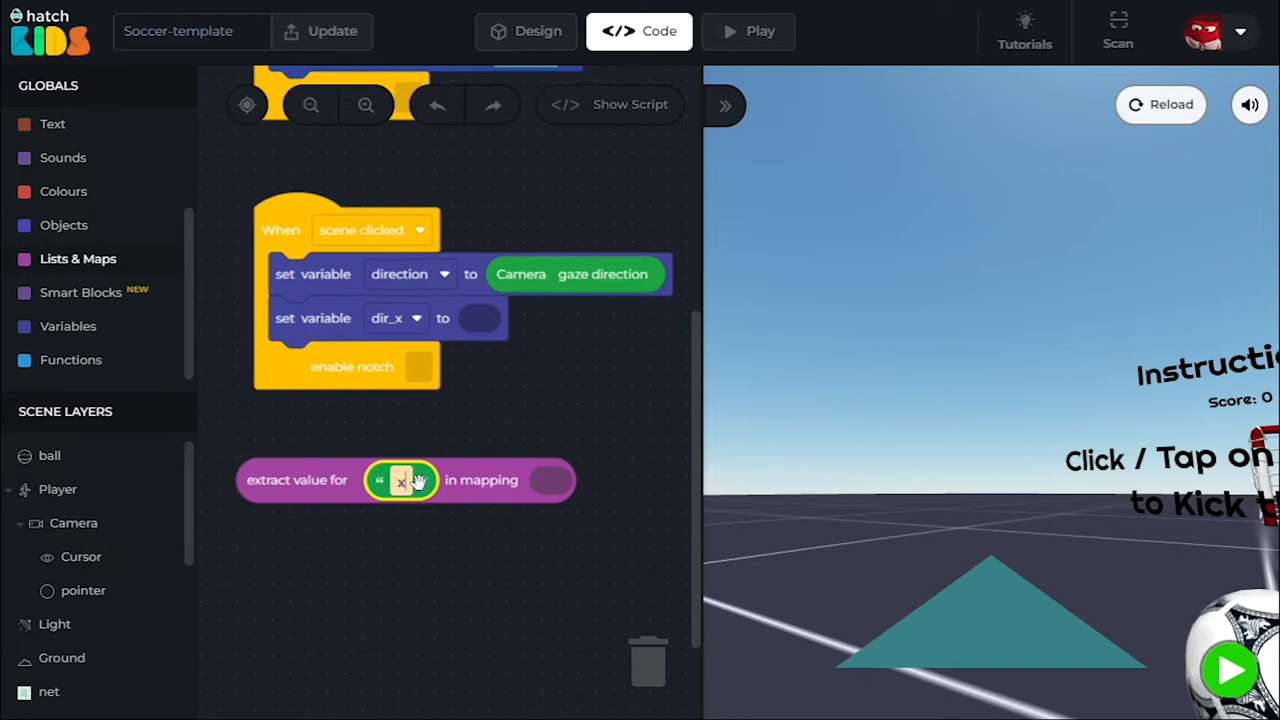 hatch
KIDS
Soccer-template
Update
Design
</> Code
Play
Tutorials
Scan
GLOBALS
Text
Sounds
Colours
Objects
Lists & Maps
Smart Blocks NEW
Variables
Functions
SCENE LAYERS
ball
Player
Camera
Cursor
pointer
Light
Ground
net
</> Show Script
When scene clicked
set variable direction to Camera gaze direction
set variable dir_x to
enable notch
extract value for “ x in mapping
Reload
Instructi
Score: 0
Click / Tap on
to Kick t